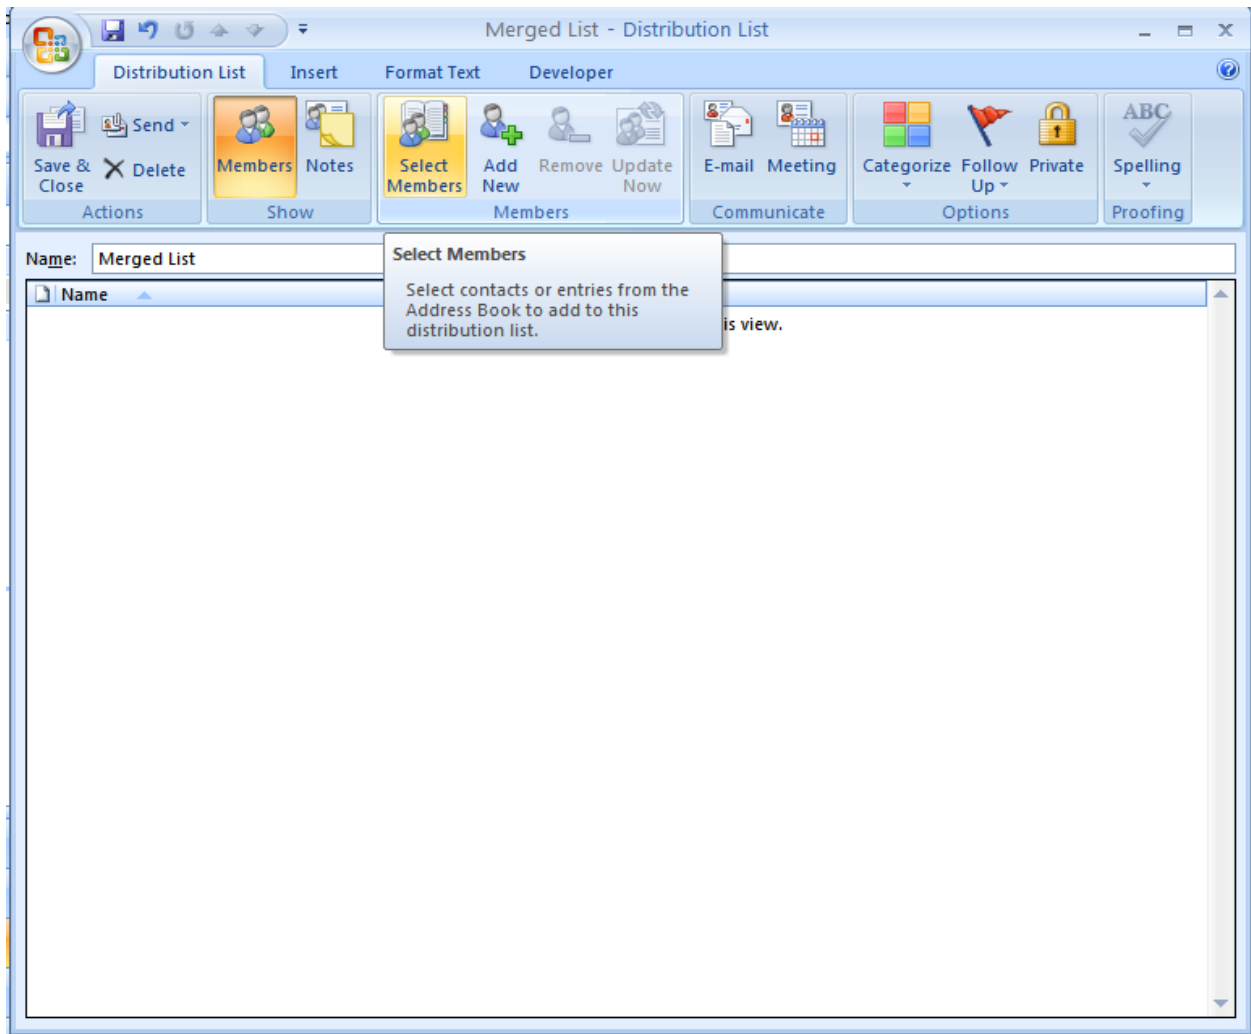 Merged List - Distribution List
Distribution List Insert Format Text Developer
Save & Close Send Delete Members Notes Select Members Add New Remove Update Now E-mail Meeting Categorize Follow Up Private ABC Spelling
Actions Show Members Communicate Options Proofing
Name: Merged List
Select Members
Name
Select contacts or entries from the
Address Book to add to this
distribution list.
is view.